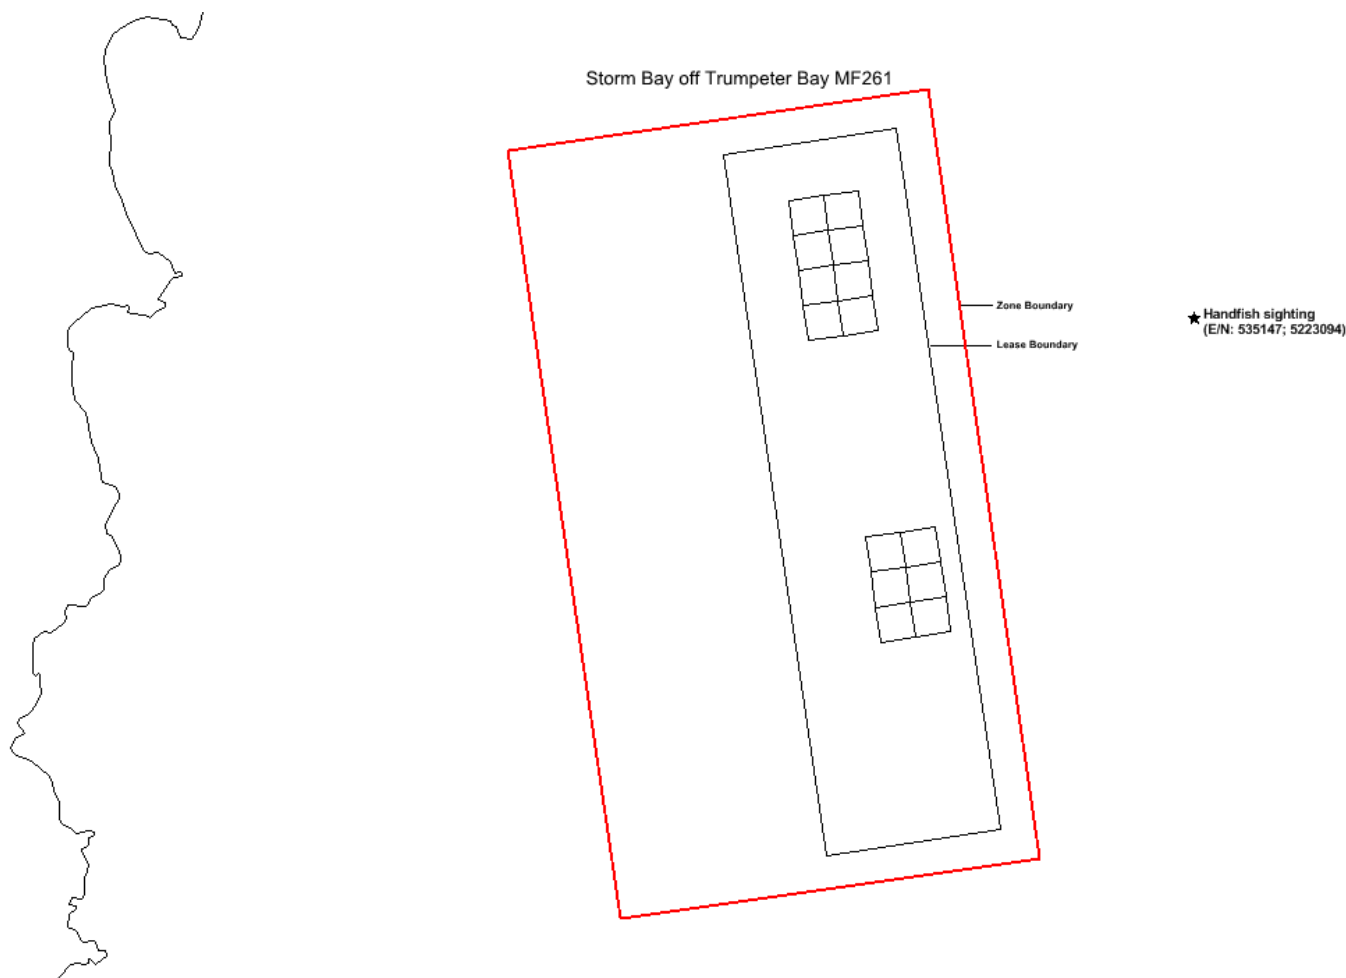 Storm Bay off Trumpeter Bay MF261
Zone Boundary
Handfish sighting
(E/N: 535147; 5223094)
Lease Boundary